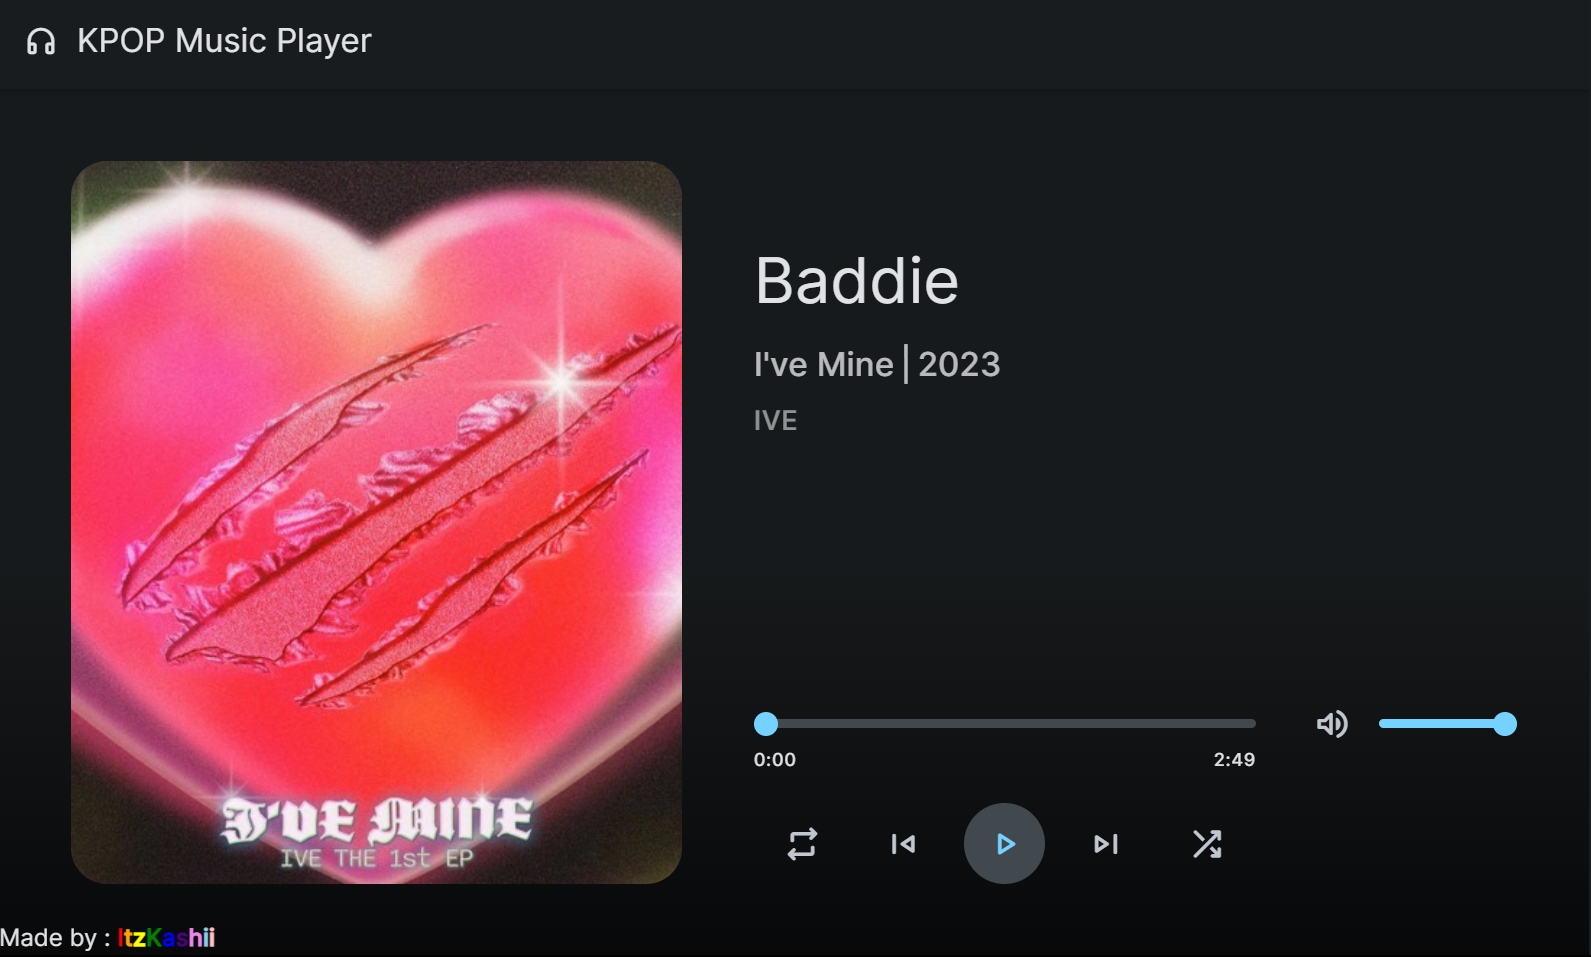 KPOP Music Player
Baddie
I've Mine | 2023
IVE
0:00
2:49
I'VE MINE
IVE THE 1st EP
Made by : ItzKashii